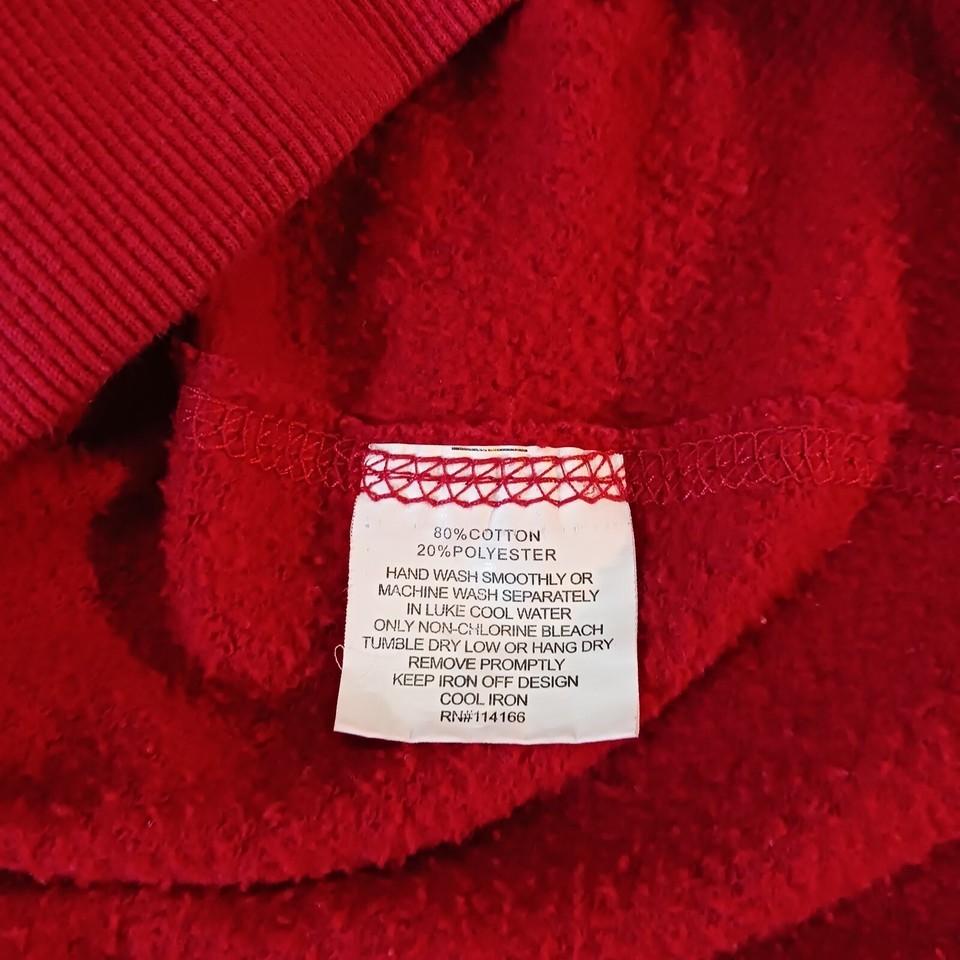 80%COTTON
20%POLYESTER
HAND WASH SMOOTHLY OR
MACHINE WASH SEPARATELY
IN LUKE COOL WATER
ONLY NON-CHLORINE BLEACH
TUMBLE DRY LOW OR HANG DRY
REMOVE PROMPTLY
KEEP IRON OFF DESIGN
COOL IRON
RN#114166